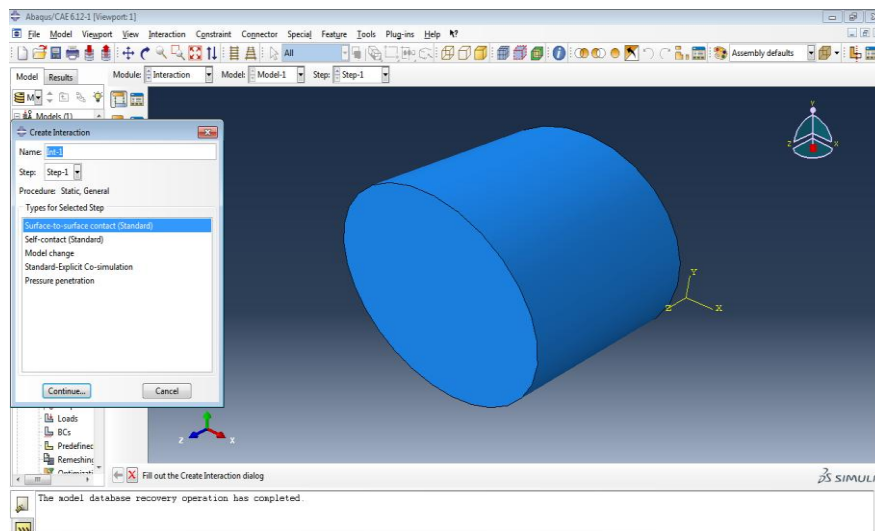 Abaqus/CAE 6.12-1 [Viewport: 1]
File Model Viewport View Interaction Constraint Connector Special Feature Tools Plug-ins Help
All Assembly defaults
Model Results Module: Interaction Model: Model-1 Step: Step-1
Models (1)
Create Interaction
Name: Int-1
Step: Step-1
Procedure: Static, General
Types for Selected Step
Surface-to-surface contact (Standard)
Self-contact (Standard)
Model change
Standard-Explicit Co-simulation
Pressure penetration
Continue... Cancel
Loads
BCs
Predefined
Remeshing
Fill out the Create Interaction dialog
SIMULI
The model database recovery operation has completed.
Y
Z
X
Y
Z
X
Z
X